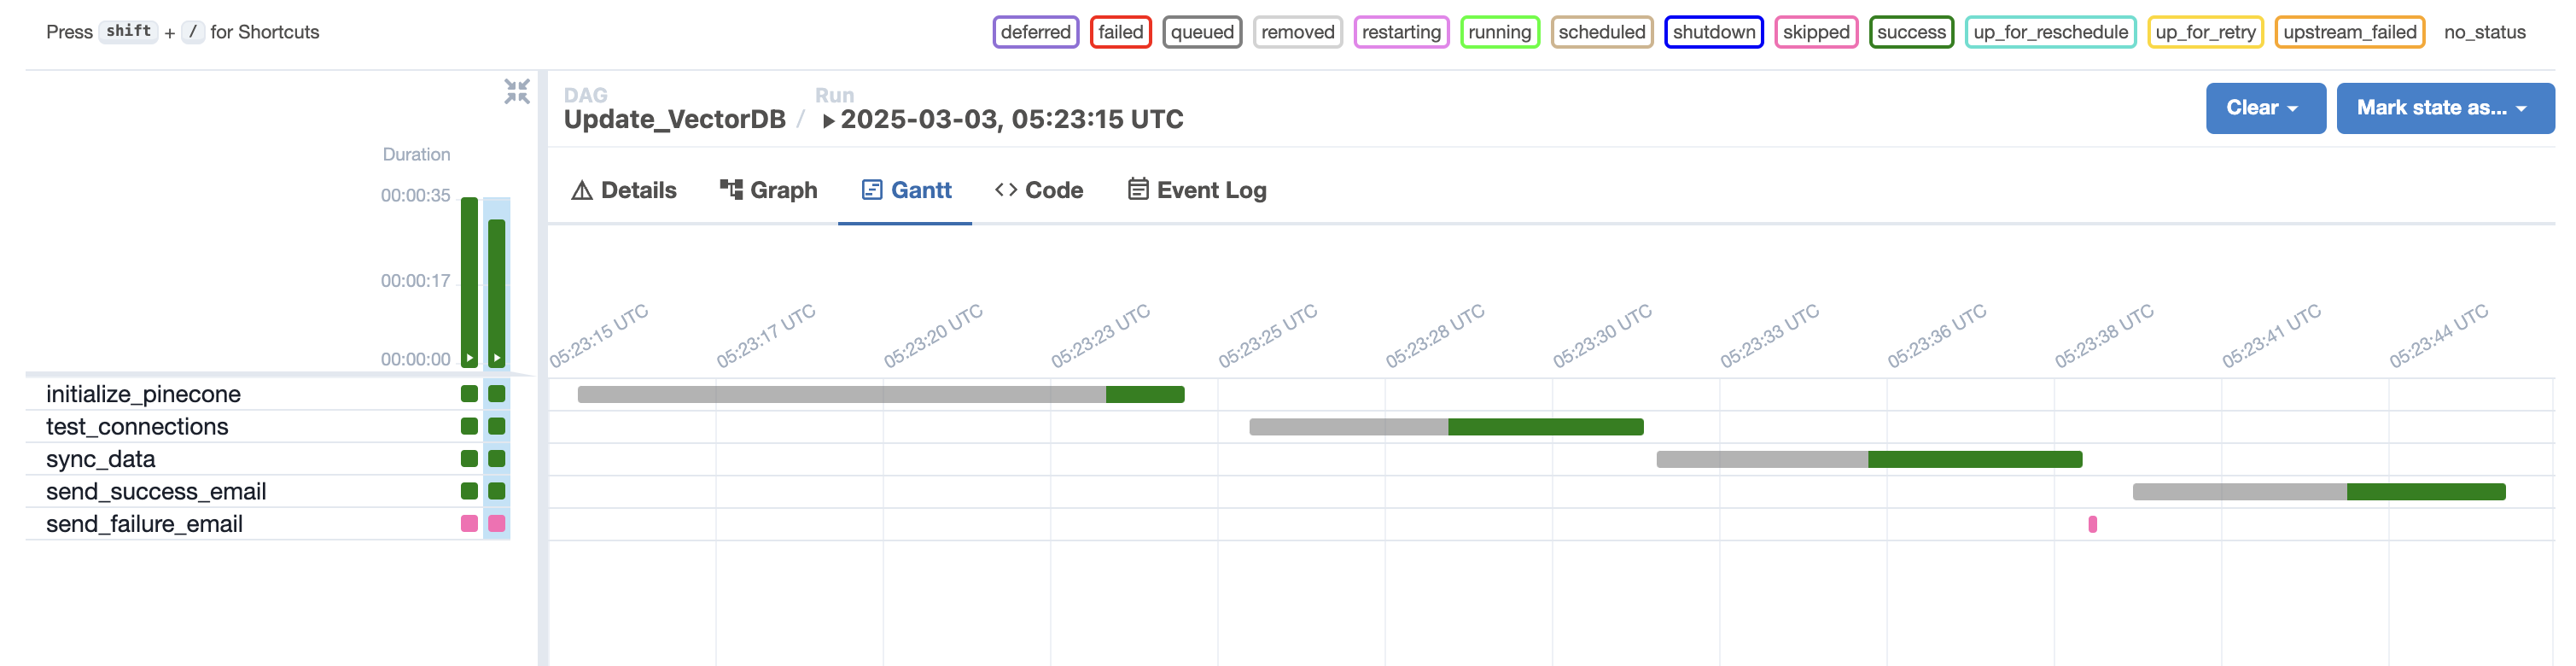 Press shift + / for Shortcuts
deferred failed queued removed restarting running scheduled shutdown skipped success up_for_reschedule up_for_retry upstream_failed no_status
DAG Run
Update_VectorDB / 2025-03-03, 05:23:15 UTC
Clear Mark state as...
Duration
00:00:35
00:00:17
00:00:00
Details Graph Gantt Code Event Log
05:23:15 UTC 05:23:17 UTC 05:23:20 UTC 05:23:23 UTC 05:23:25 UTC 05:23:28 UTC 05:23:30 UTC 05:23:33 UTC 05:23:36 UTC 05:23:38 UTC 05:23:41 UTC 05:23:44 UTC
initialize_pinecone
test_connections
sync_data
send_success_email
send_failure_email